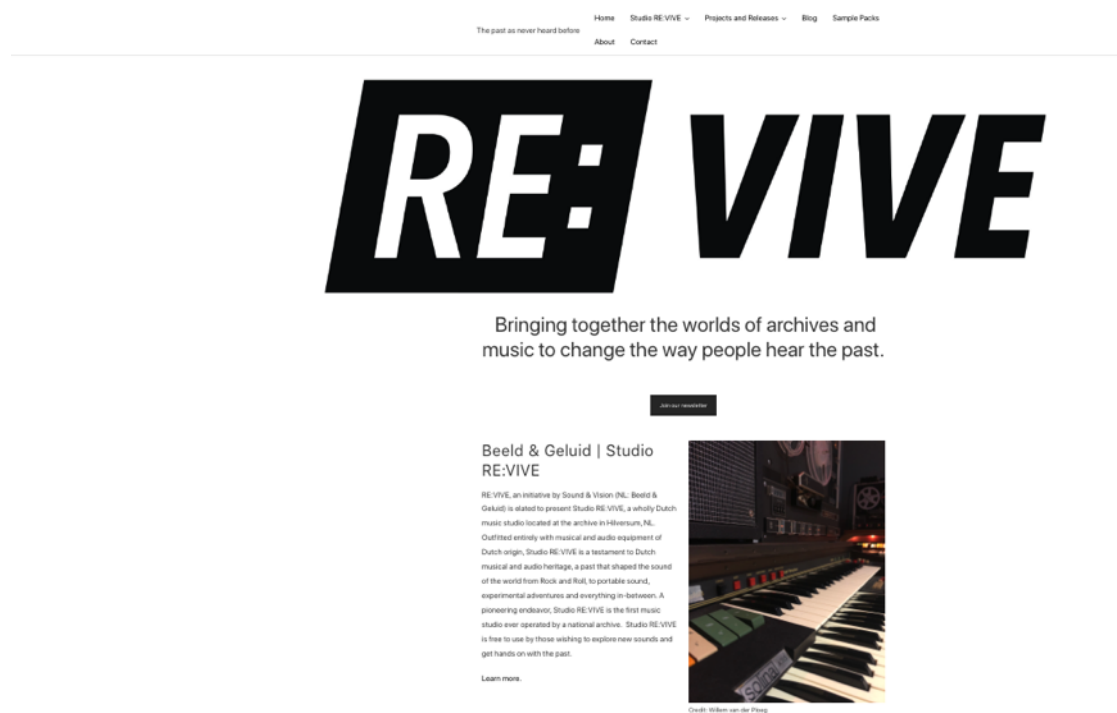 The past as never heard before
Home Studio RE:VIVE Projects and Releases Blog Sample Packs
About Contact
RE: VIVE
Bringing together the worlds of archives and
music to change the way people hear the past.
Join our newsletter
Beeld & Geluid | Studio
RE:VIVE
RE:VIVE, an initiative by Sound & Vision (NL: Beeld &
Geluid) is elated to present Studio RE:VIVE, a wholly Dutch
music studio located at the archive in Hilversum, NL.
Outfitted entirely with musical and audio equipment of
Dutch origin, Studio RE:VIVE is a testament to Dutch
musical and audio heritage, a past that shaped the sound
of the world from Rock and Roll, to portable sound,
experimental adventures and everything in-between. A
pioneering endeavor, Studio RE:VIVE is the first music
studio ever operated by a national archive. Studio RE:VIVE
is free to use by those wishing to explore new sounds and
get hands on with the past.
Learn more.
solina
Credit: Willem van der Ploeg